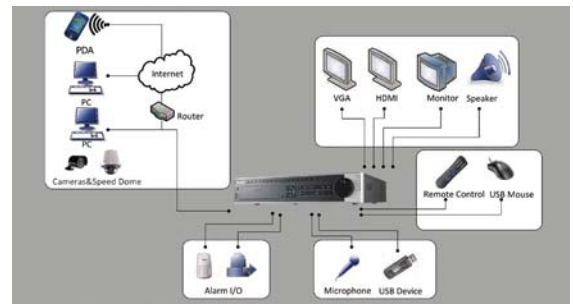 PDA
Internet
PC
Router
PC
Cameras&Speed Dome
VGA
HDMI
Monitor
Speaker
Remote Control
USB Mouse
Alarm I/O
Microphone
USB Device